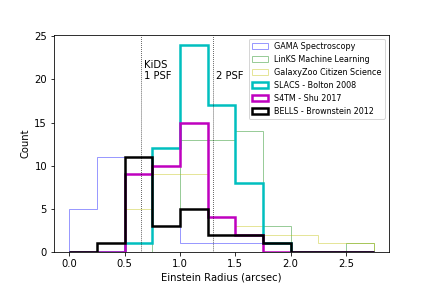 25
20
15
10
5
0
Count
KiDS
1 PSF
2 PSF
GAMA Spectroscopy
LinKS Machine Learning
GalaxyZoo Citizen Science
SLACS - Bolton 2008
S4TM - Shu 2017
BELLS - Brownstein 2012
0.0 0.5 1.0 1.5 2.0 2.5
Einstein Radius (arcsec)